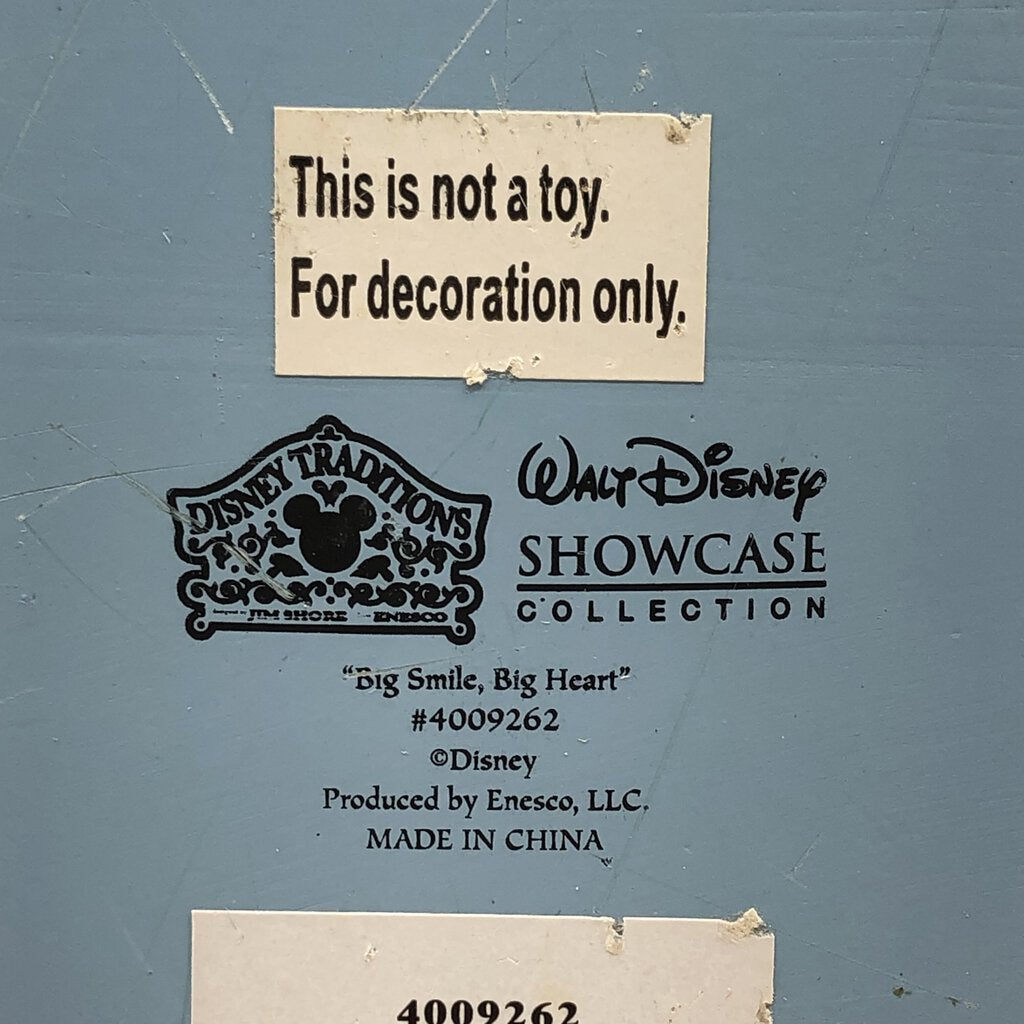 This is not a toy.
For decoration only.
DISNEY TRADITIONS
JIM SHORE ENESCO
WALT DISNEY
SHOWCASE
COLLECTION
“Big Smile, Big Heart”
#4009262
©Disney
Produced by Enesco, LLC.
MADE IN CHINA
4009262